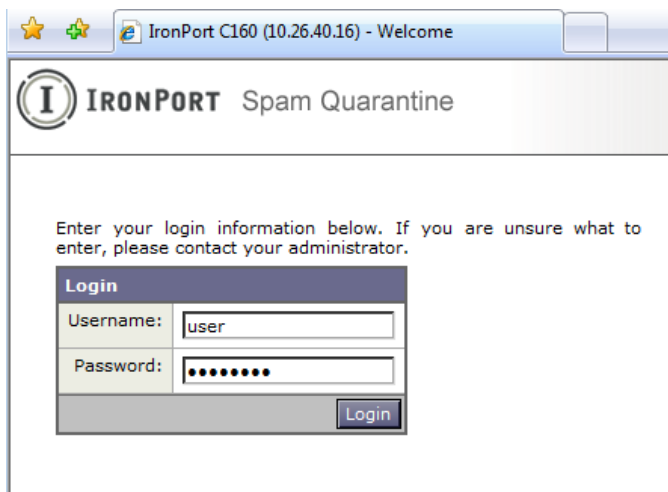 IronPort C160 (10.26.40.16) - Welcome
IRONPORT Spam Quarantine
Enter your login information below. If you are unsure what to
enter, please contact your administrator.
Login
Username: user
Password: ••••••••
Login